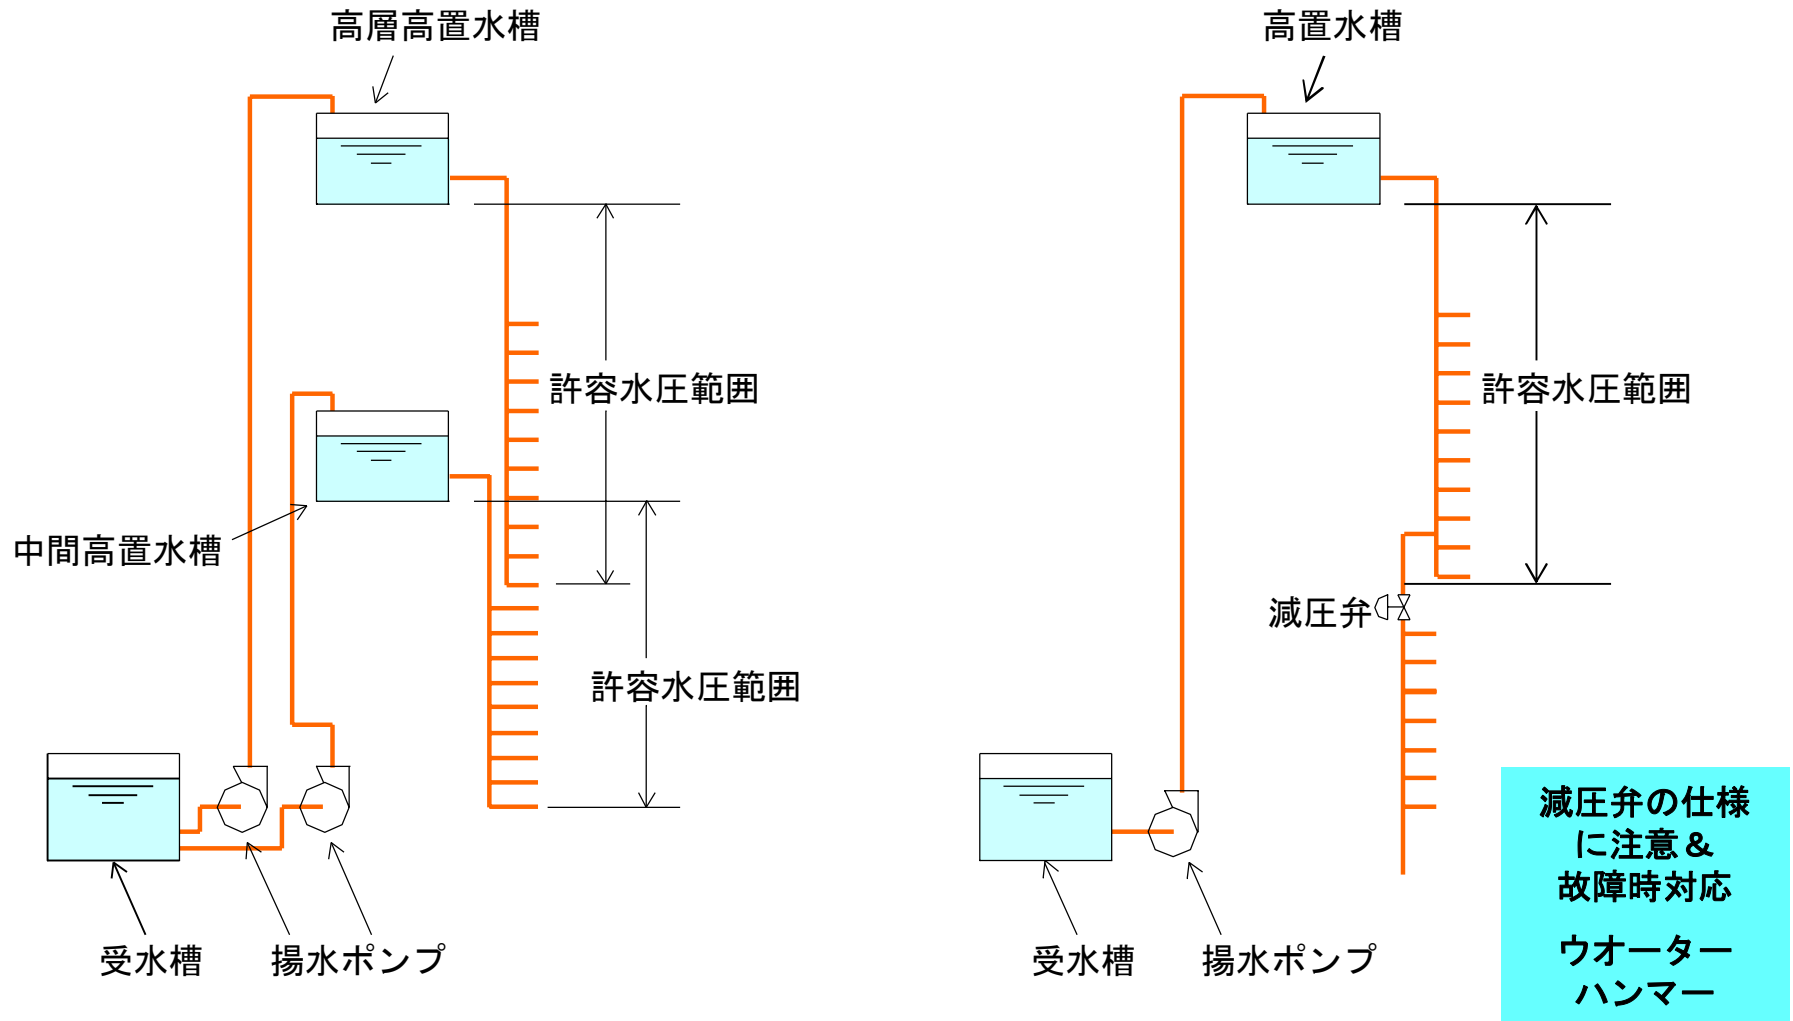 高層高置水槽
許容水圧範囲
中間高置水槽
許容水圧範囲
受水槽
揚水ポンプ
高置水槽
許容水圧範囲
減圧弁
受水槽
揚水ポンプ
減圧弁の仕様
に注意＆
故障時対応
ウオーター
ハンマー